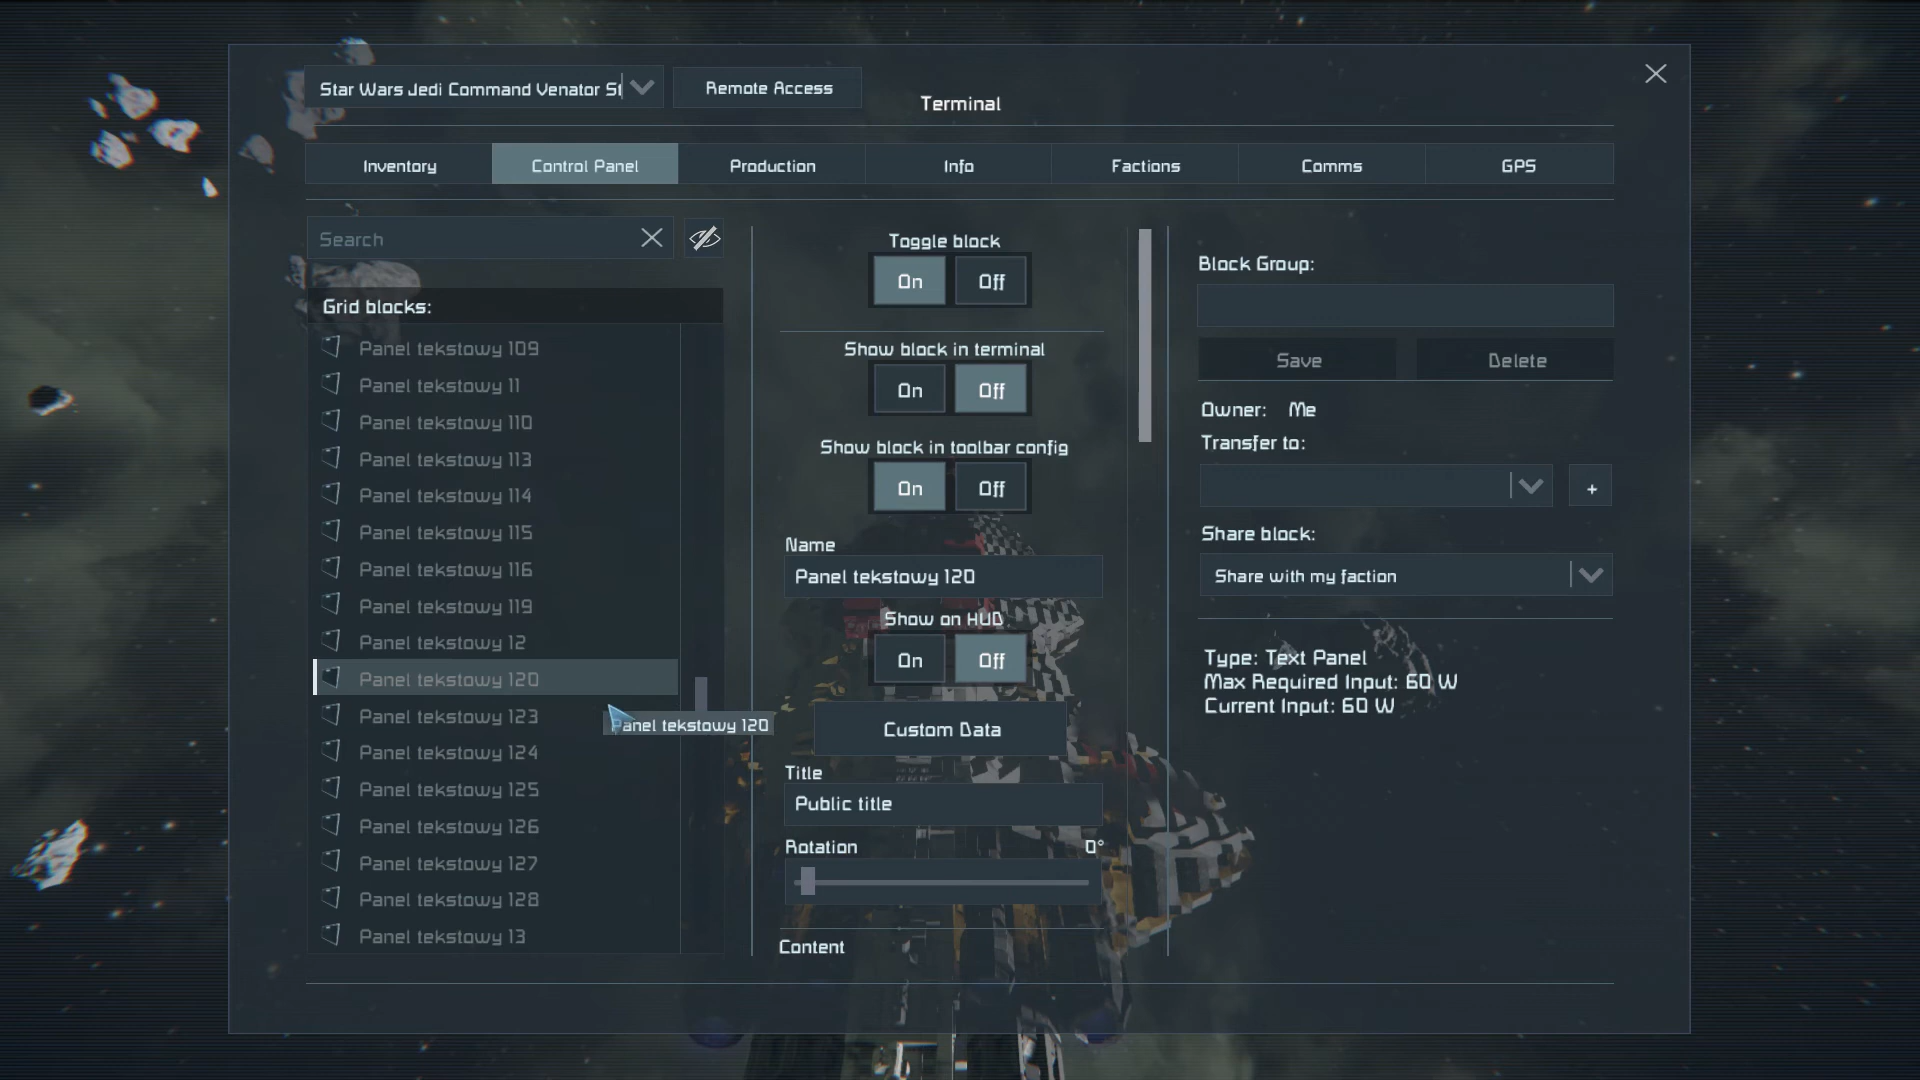 Star Wars Jedi Command Venator St
Remote Access
Terminal
Inventory
Control Panel
Production
Info
Factions
Comms
GPS
Search
Grid blocks:
Panel tekstowy 109
Panel tekstowy 11
Panel tekstowy 110
Panel tekstowy 113
Panel tekstowy 114
Panel tekstowy 115
Panel tekstowy 116
Panel tekstowy 119
Panel tekstowy 12
Panel tekstowy 120
Panel tekstowy 123
Panel tekstowy 124
Panel tekstowy 125
Panel tekstowy 126
Panel tekstowy 127
Panel tekstowy 128
Panel tekstowy 13
Panel tekstowy 120
Toggle block
On Off
Show block in terminal
On Off
Show block in toolbar config
On Off
Name
Panel tekstowy 120
Show on HUD
On Off
Custom Data
Title
Public title
Rotation 0°
Content
Block Group:
Save Delete
Owner: Me
Transfer to:
+
Share block:
Share with my faction
Type: Text Panel
Max Required Input: 60 W
Current Input: 60 W